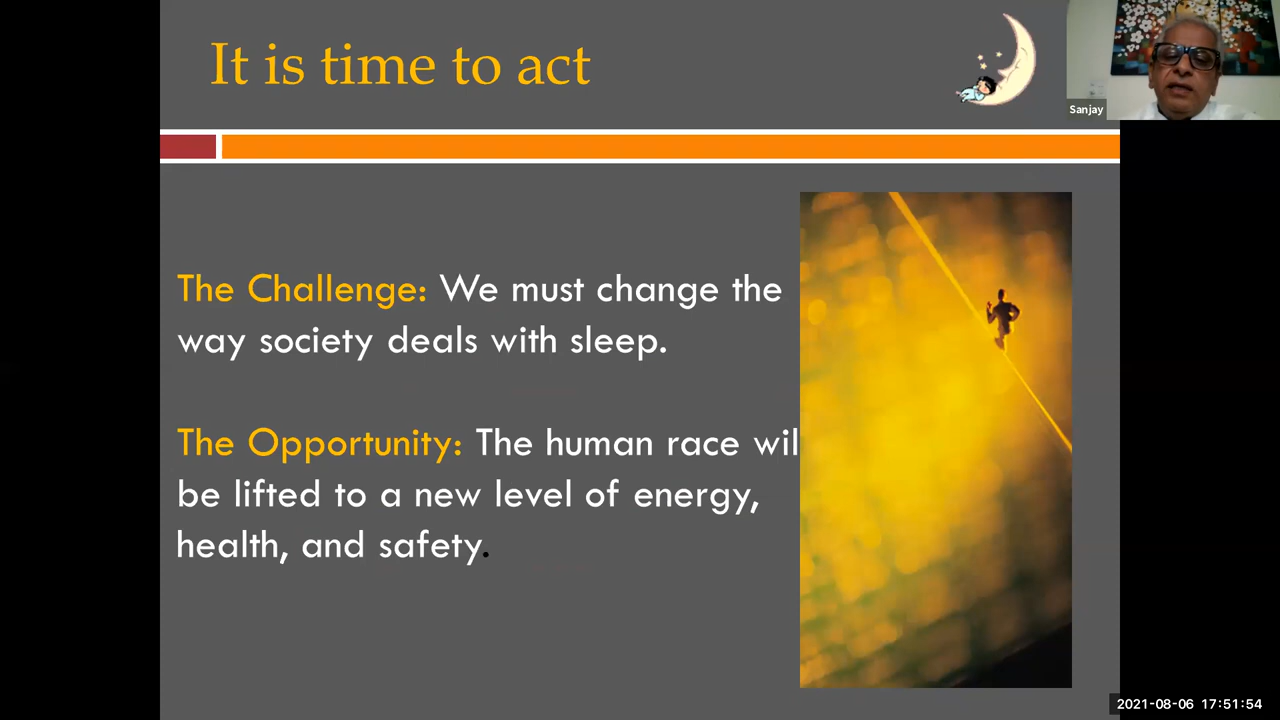 It is time to act
Sanjay
The Challenge: We must change the
way society deals with sleep.
The Opportunity: The human race wil
be lifted to a new level of energy,
health, and safety.
2021-08-06 17:51:54